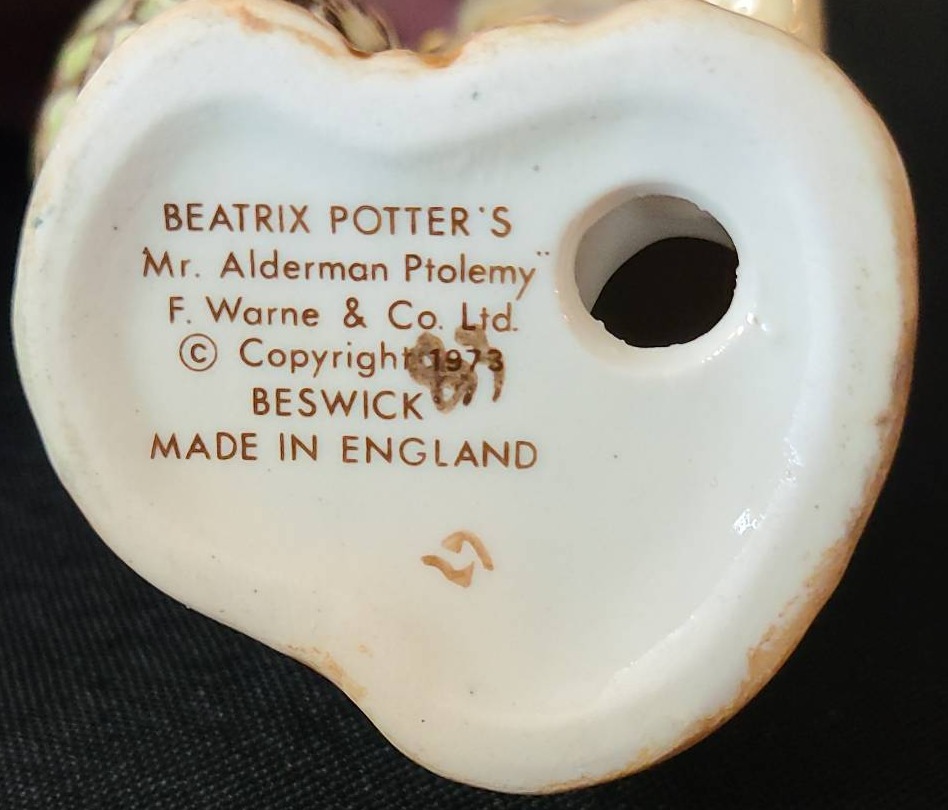 BEATRIX POTTER'S
"Mr. Alderman Ptolemy"
F. Warne & Co. Ltd.
© Copyright 1973
BESWICK
MADE IN ENGLAND